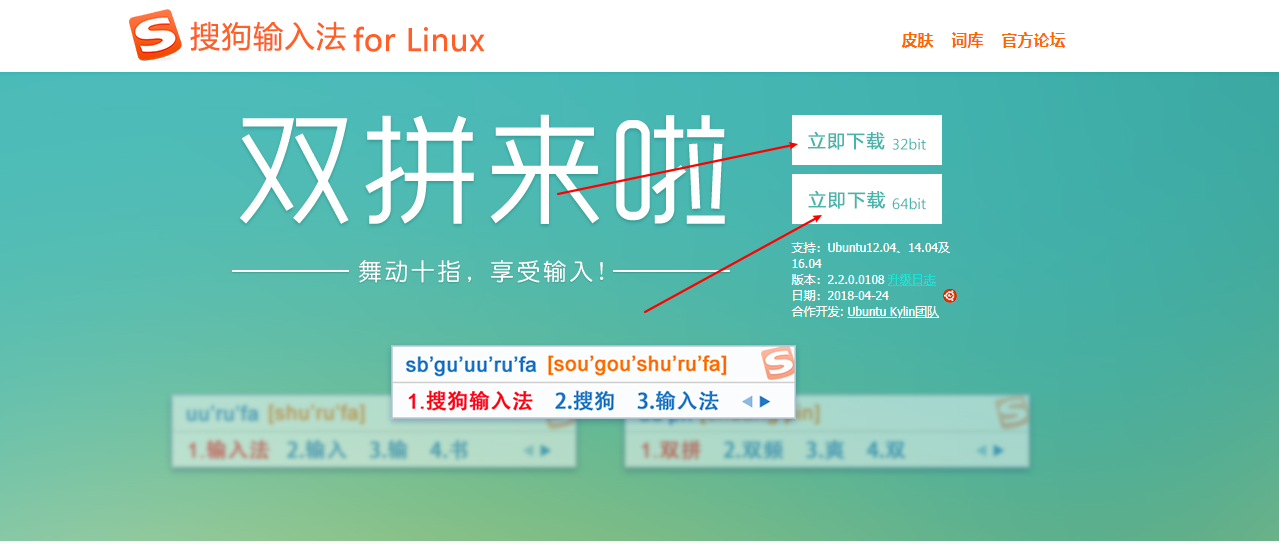 搜狗输入法 for Linux
皮肤 词库 官方论坛
双拼来啦
舞动十指，享受输入！
立即下载 32bit
立即下载 64bit
支持：Ubuntu12.04、14.04及
16.04
版本：2.2.0.0108 升级日志
日期：2018-04-24
合作开发: Ubuntu Kylin团队
sb'gu'uu'ru'fa [sou'gou'shu'ru'fa]
1.搜狗输入法 2.搜狗 3.输入法
uu'ru'fa [shu'ru'fa]
1.输入法 2.输入 3.输 4.书
1.双拼 2.双频 3.爽 4.双